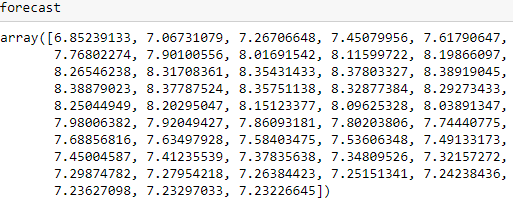 forecast
array([6.85239133, 7.06731079, 7.26706648, 7.45079956, 7.61790647,
7.76802274, 7.90100556, 8.01691542, 8.11599722, 8.19866097,
8.26546238, 8.31708361, 8.35431433, 8.37803327, 8.38919045,
8.38879023, 8.37787524, 8.35751138, 8.32877384, 8.29273433,
8.25044949, 8.20295047, 8.15123377, 8.09625328, 8.03891347,
7.98006382, 7.92049427, 7.86093181, 7.80203806, 7.74440775,
7.68856816, 7.63497928, 7.58403475, 7.53606348, 7.49133173,
7.45004587, 7.41235539, 7.37835638, 7.34809526, 7.32157272,
7.29874782, 7.27954218, 7.26384423, 7.25151341, 7.24238436,
7.23627098, 7.23297033, 7.23226645])